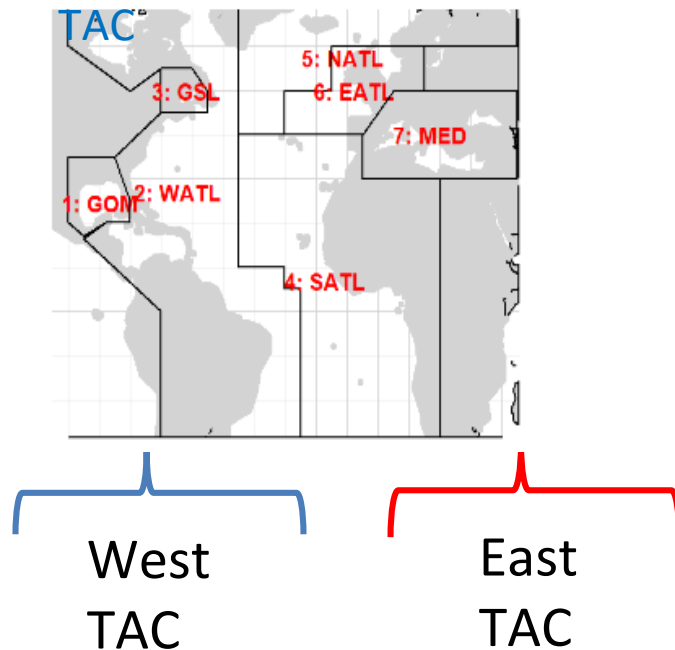 TAC
5: NATL
3: GSL
6: EATL
7: MED
1: GOM
2: WATL
4: SATL
West
TAC
East
TAC